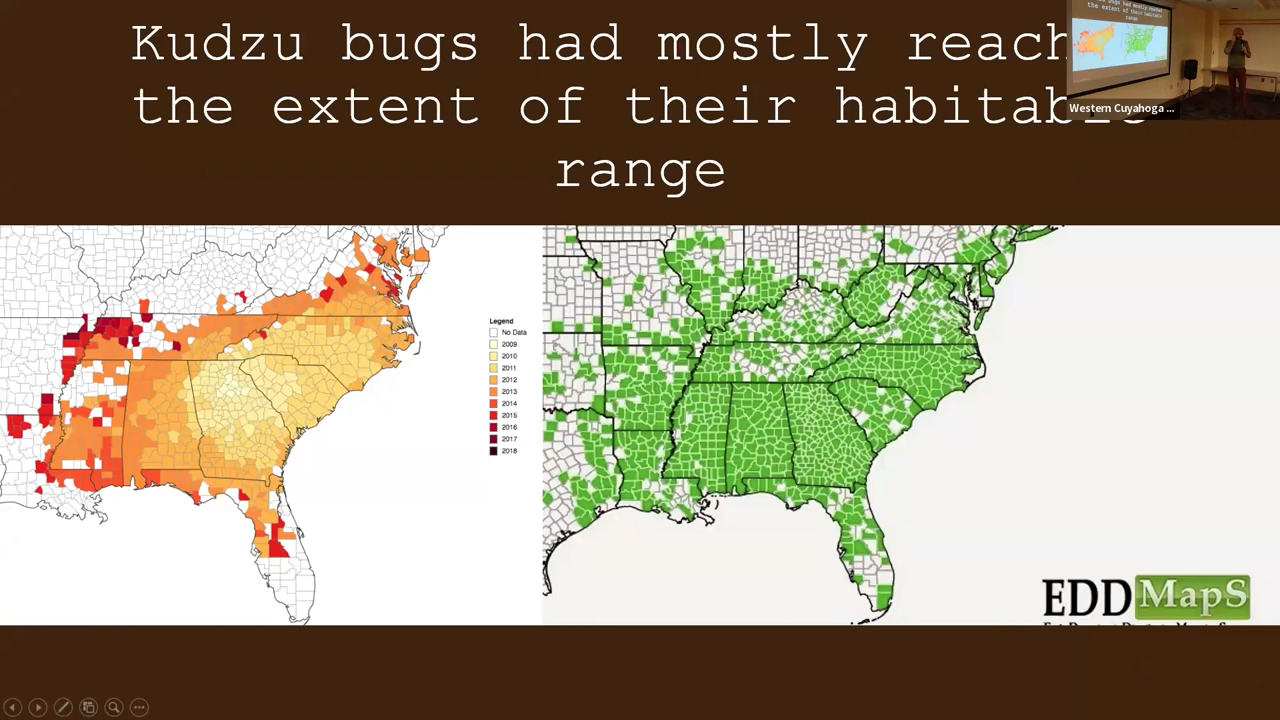 Kudzu bugs had mostly reach
the extent of their habitable
range
Western Cuyahoga ...
Legend
No Data
2009
2010
2011
2012
2013
2014
2015
2016
2017
2018
EDDMapS